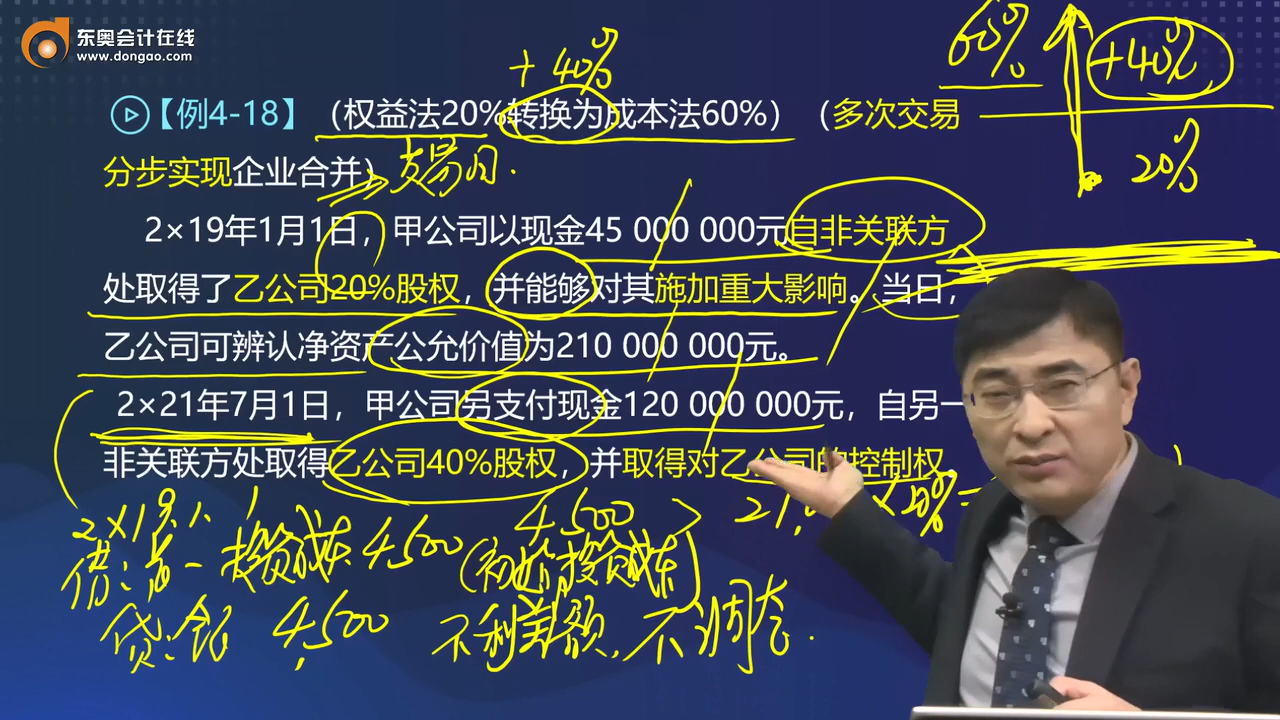 东奥会计在线
www.dongao.com
+40%
60%
+40%
20%
【例4-18】（权益法20%转换为成本法60%）（多次交易
分步实现企业合并）
交易日.
2×19年1月1日，甲公司以现金45 000 000元自非关联方
处取得了乙公司20%股权，并能够对其施加重大影响。当日，
乙公司可辨认净资产公允价值为210 000 000元。
2×21年7月1日，甲公司另支付现金120 000 000元，自另一
非关联方处取得乙公司40%股权，并取得对乙公司的控制权。
2×19.1.1
4,500 >
×20%=
借：
投资成本 4,500
(初始投资成本)
贷：银 4,500
不利差额,不调整.